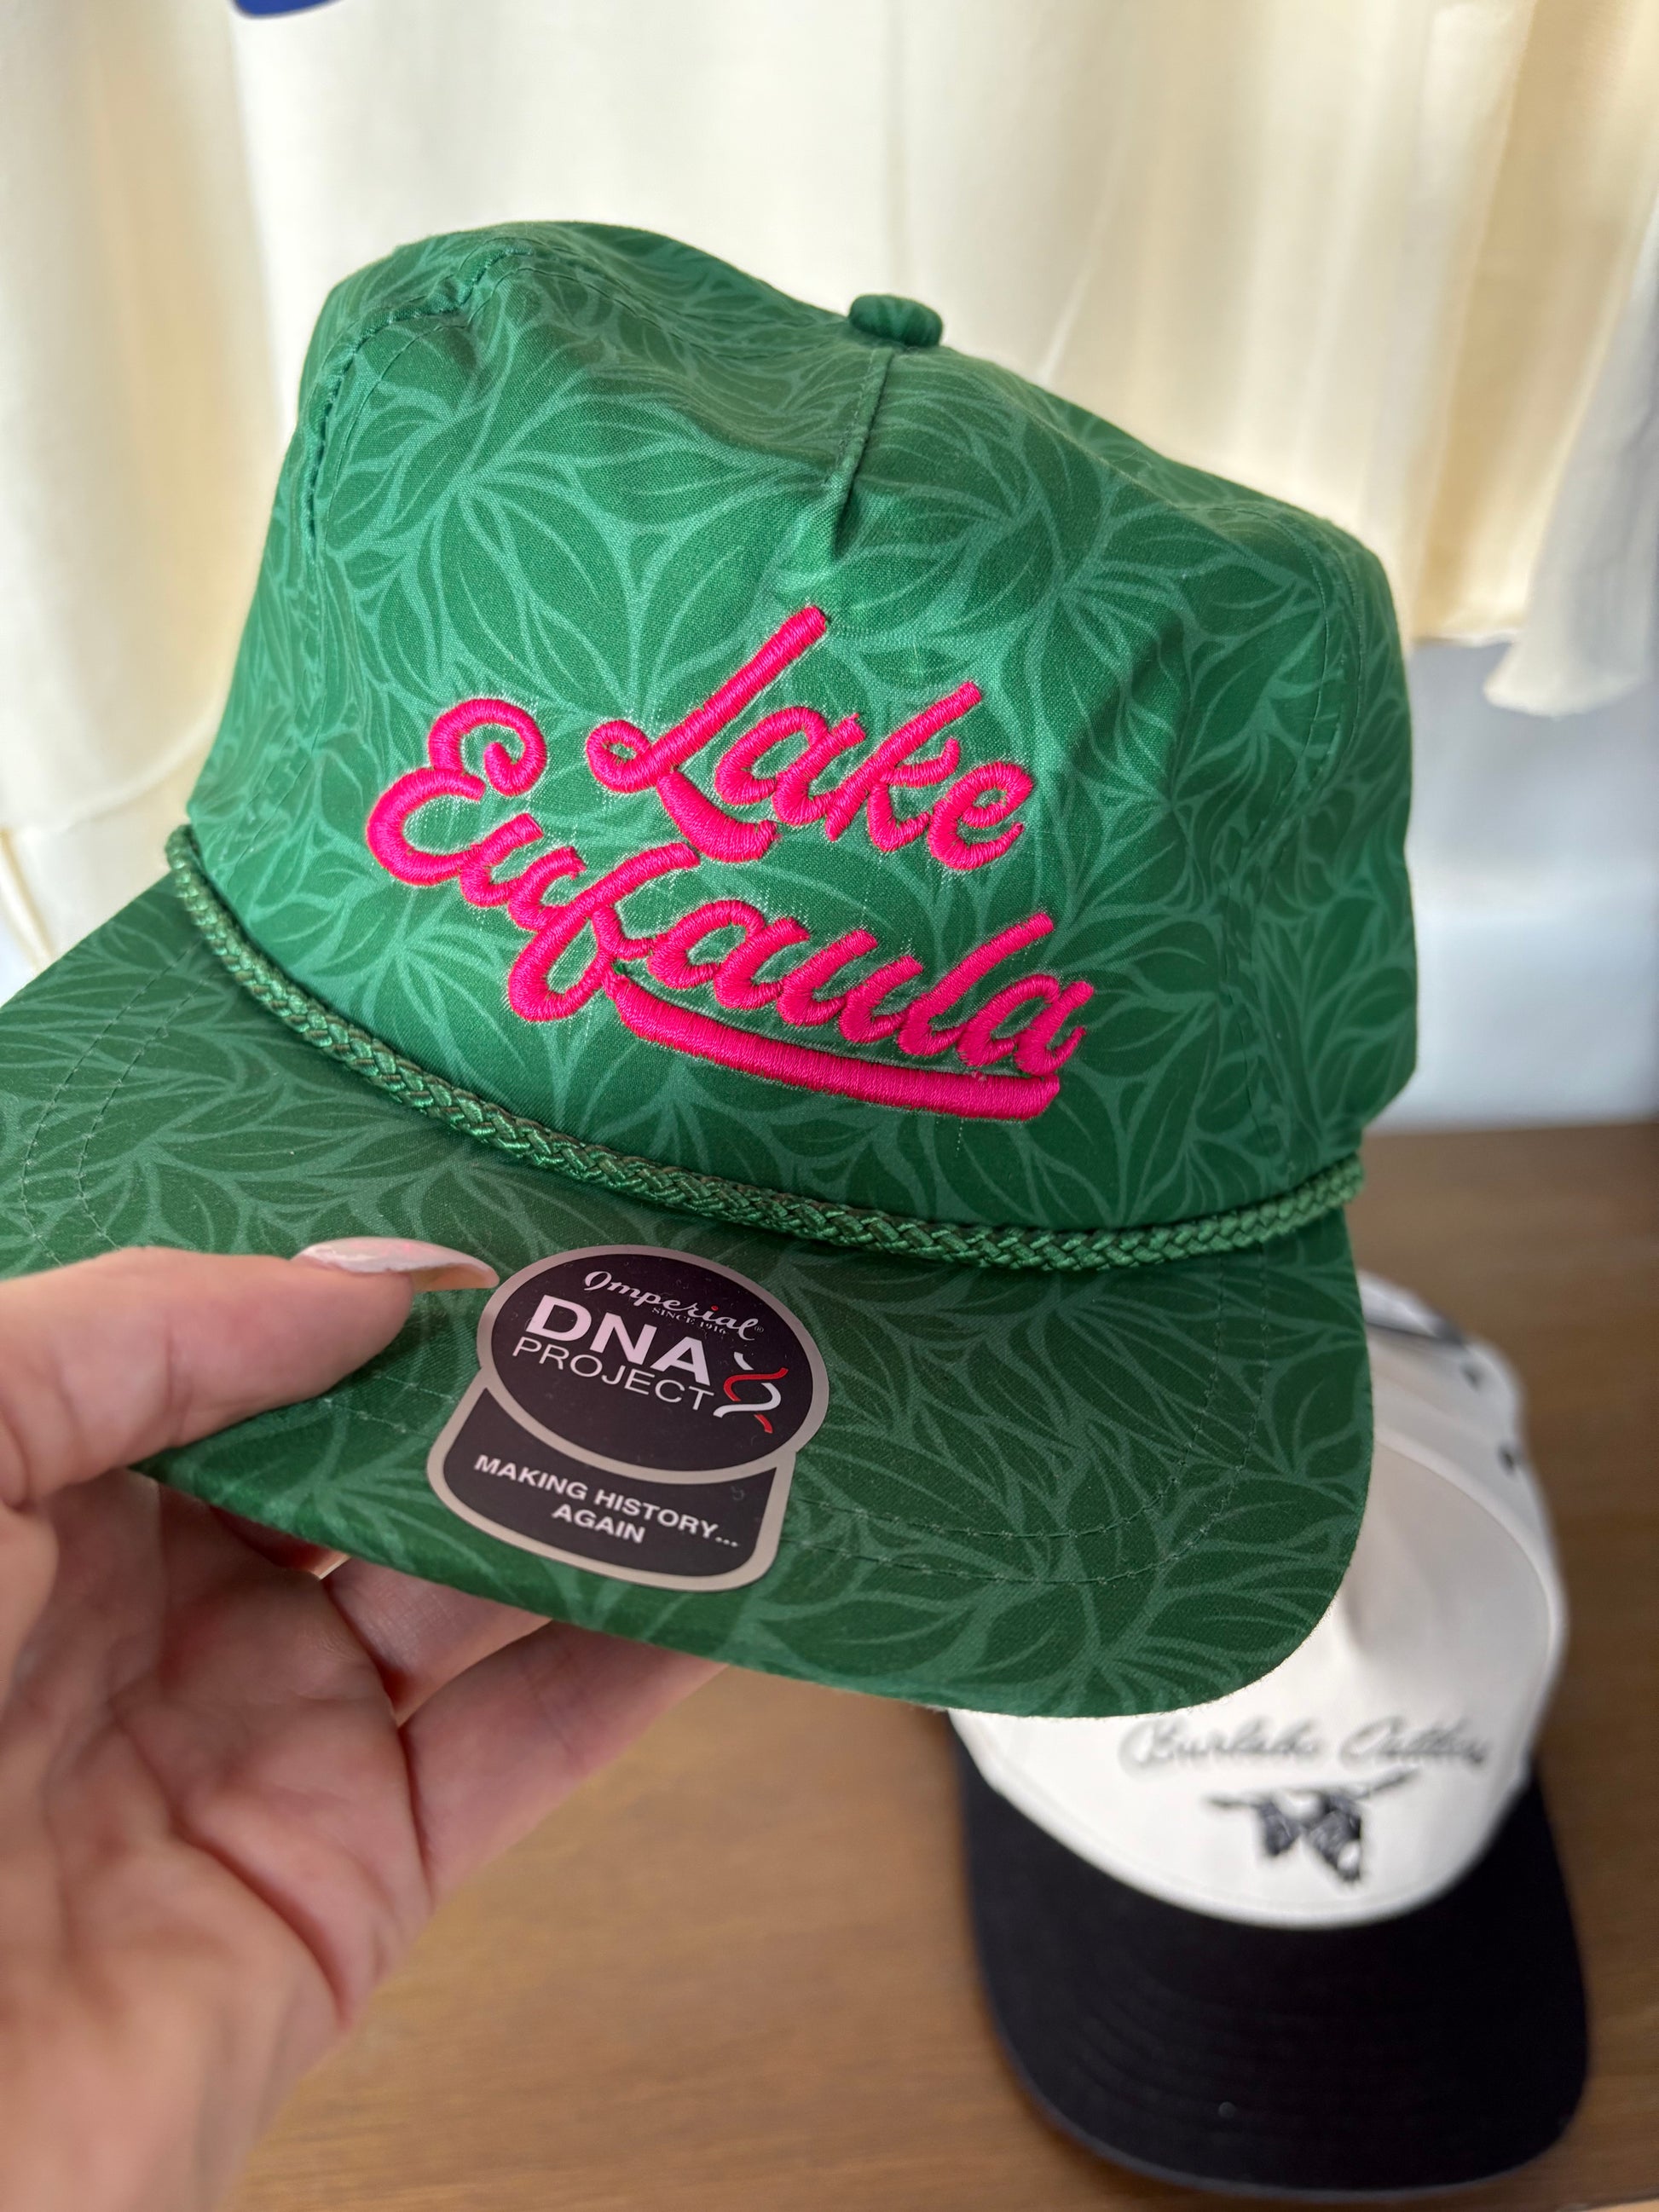 Lake
Eufaula
Imperial®
SINCE 1916
DNA
PROJECT
MAKING HISTORY...
AGAIN